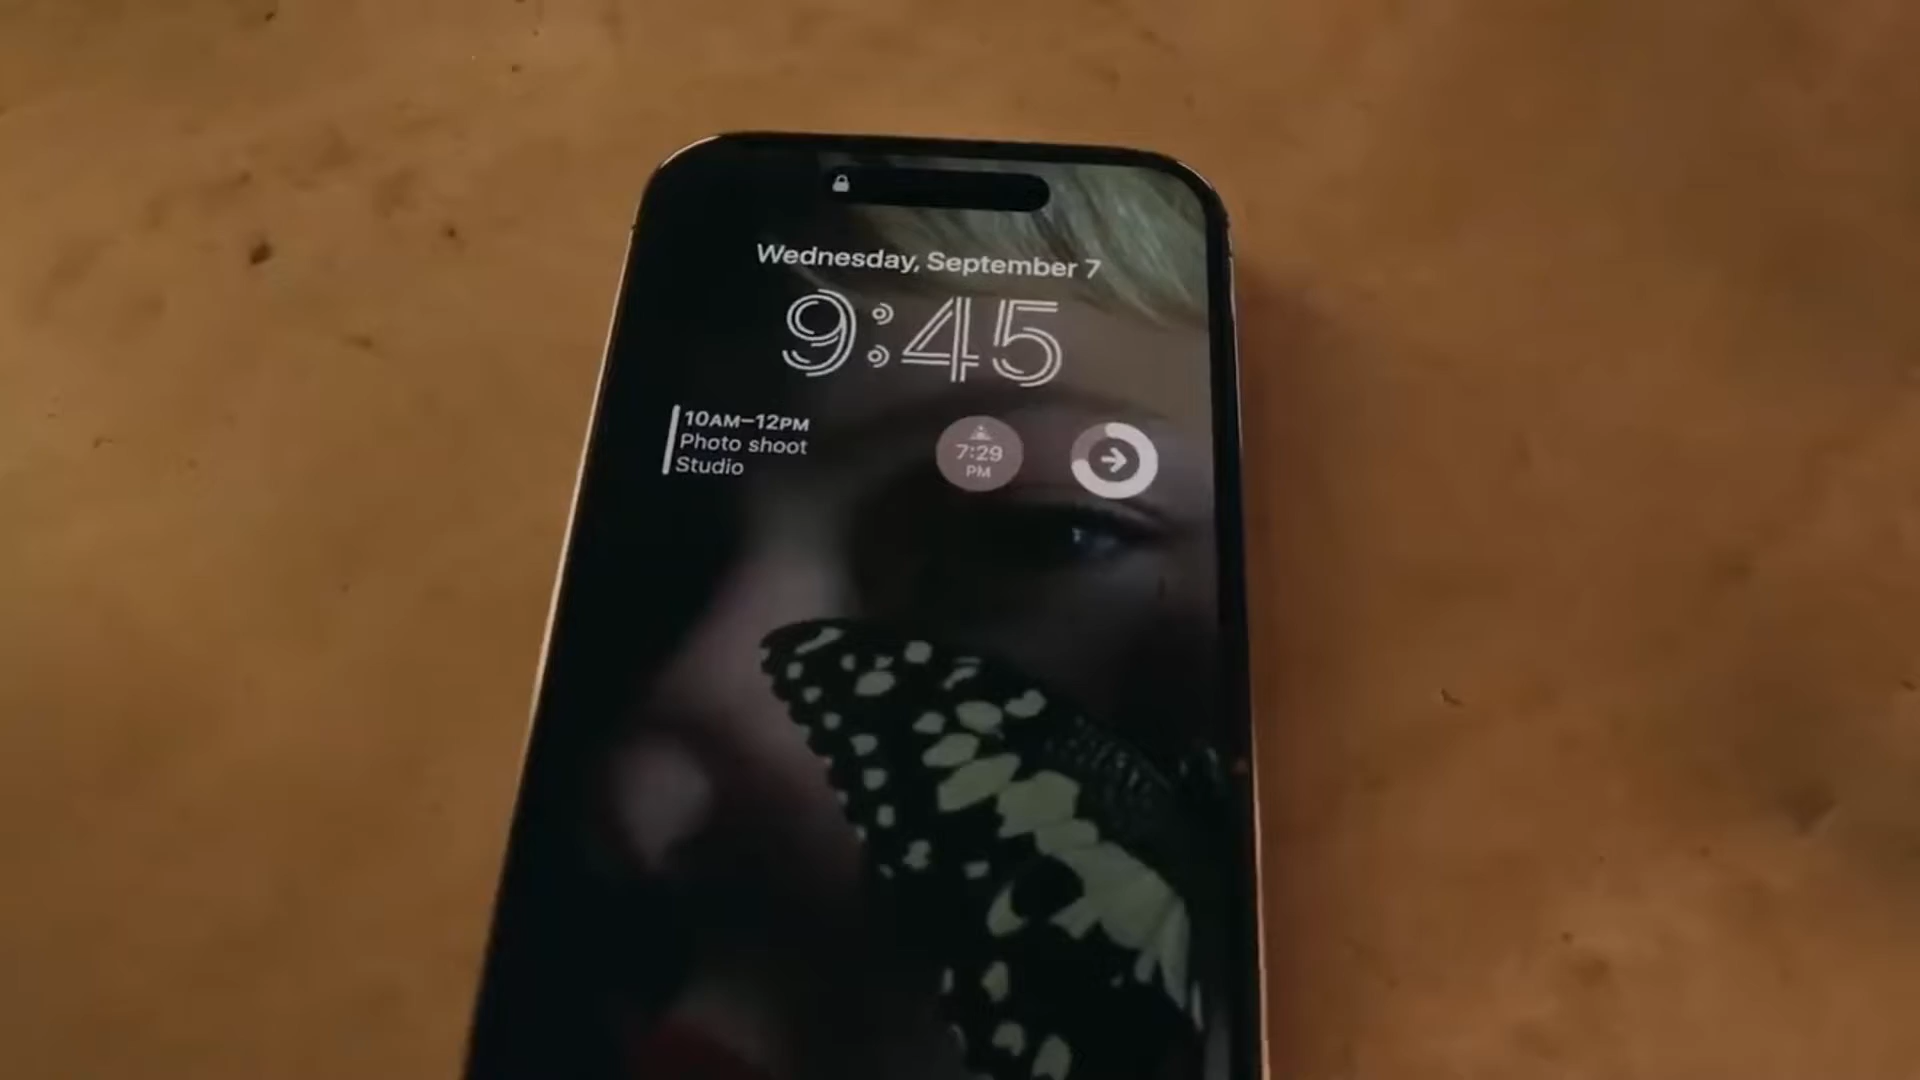 Wednesday, September 7
9:45
10AM–12PM
Photo shoot
Studio
7:29
PM